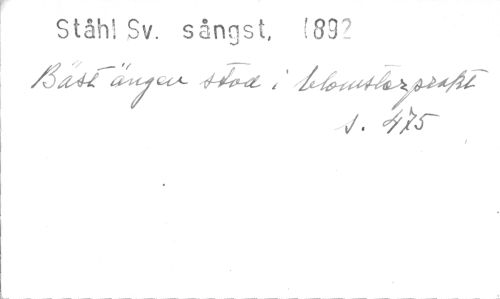 Ståhl Sv. sångst, 1892
Bäst ängen stod i blomsterprakt
s. 475